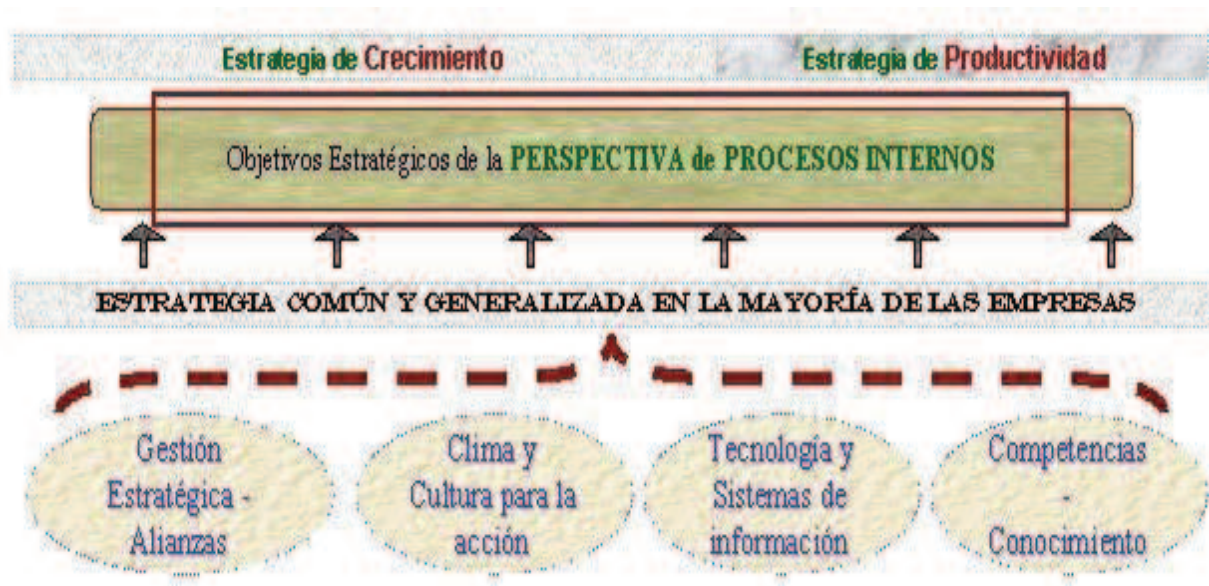 Estrategia de Crecimiento
Estrategia de Productividad
Objetivos Estratégicos de la PERSPECTIVA de PROCESOS INTERNOS
ESTRATEGIA COMÚN Y GENERALIZADA EN LA MAYORÍA DE LAS EMPRESAS
Gestión
Estratégica -
Alianzas
Clima y
Cultura para la
acción
Tecnología y
Sistemas de
información
Competencias
-
Conocimiento